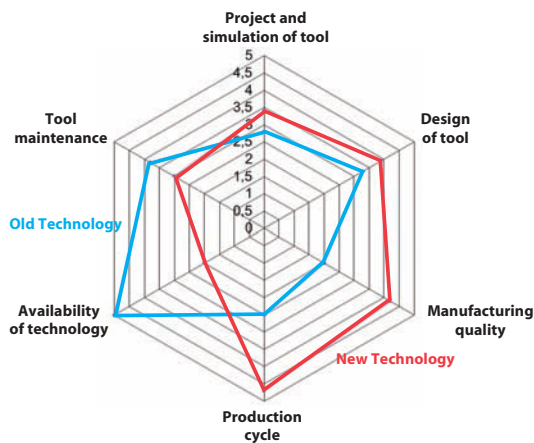 Project and
simulation of tool
5
4,5
4
3,5
3
2,5
2
1,5
1
0,5
0
Tool
maintenance
Design
of tool
Old Technology
Availability
of technology
Manufacturing
quality
New Technology
Production
cycle